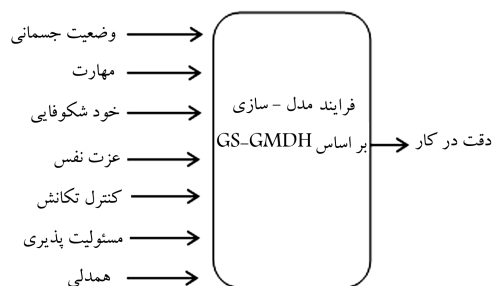 وضعیت جسمانی
مهارت
خود شکوفایی
عزت نفس
کنترل تکانش
مسئولیت پذیری
همدلی
فرایند مدل - سازی
بر اساس GS-GMDH
دقت در کار